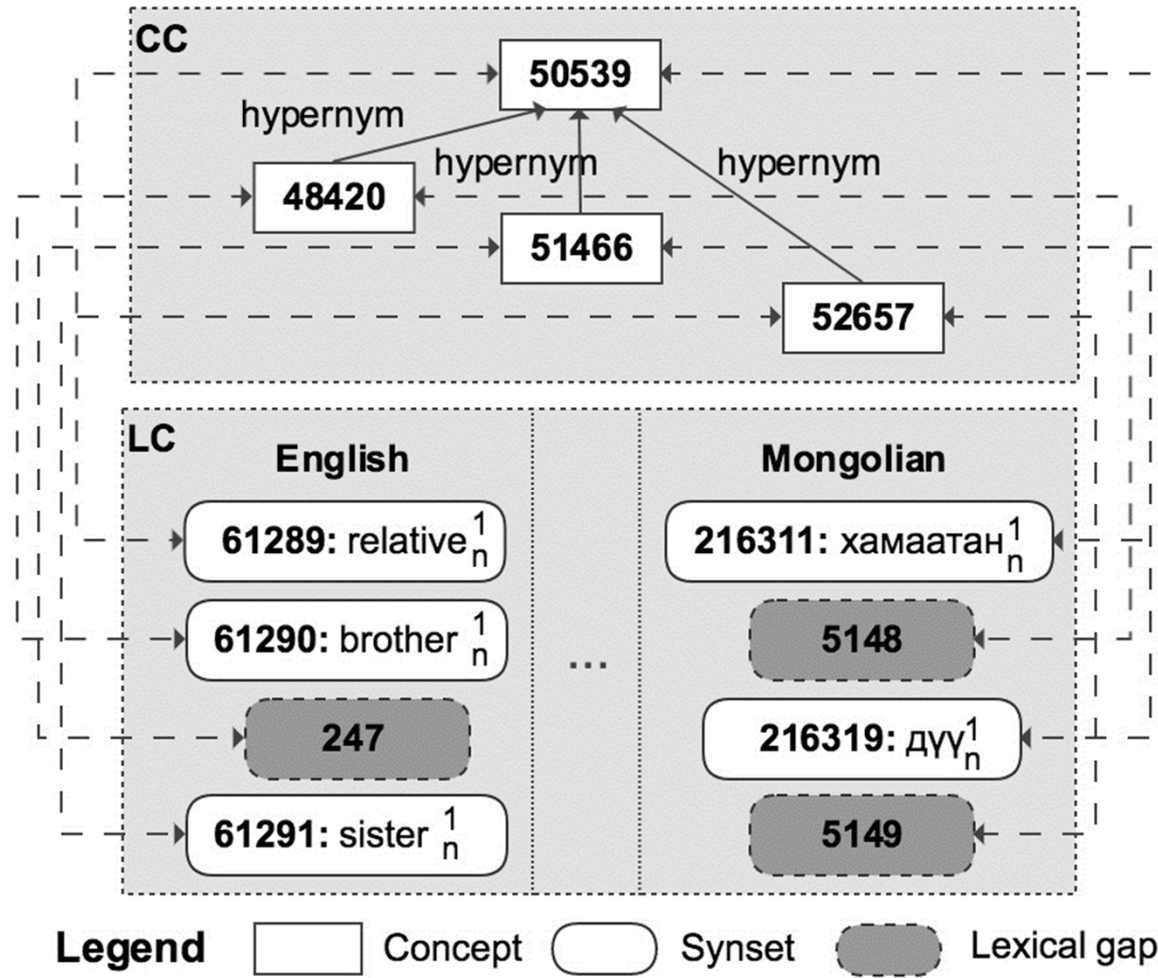 CC
50539
hypernym
hypernym
hypernym
48420
51466
52657
LC
English
Mongolian
61289: relative 1 n
216311: хамаатан 1 n
61290: brother 1 n
5148
...
247
216319: дүү 1 n
61291: sister 1 n
5149
Legend
Concept
Synset
Lexical gap